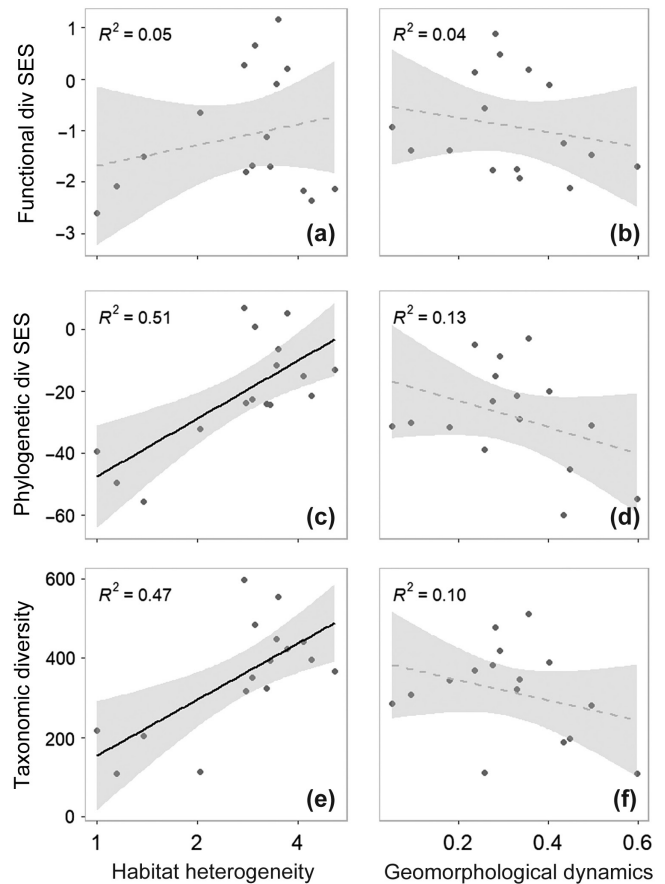 Functional div SES
1
0
−1
−2
−3
R² = 0.05
(a)
R² = 0.04
(b)
Phylogenetic div SES
0
−20
−40
−60
R² = 0.51
(c)
R² = 0.13
(d)
Taxonomic diversity
600
400
200
0
R² = 0.47
(e)
R² = 0.10
(f)
1 2 4
0.2 0.4 0.6
Habitat heterogeneity
Geomorphological dynamics